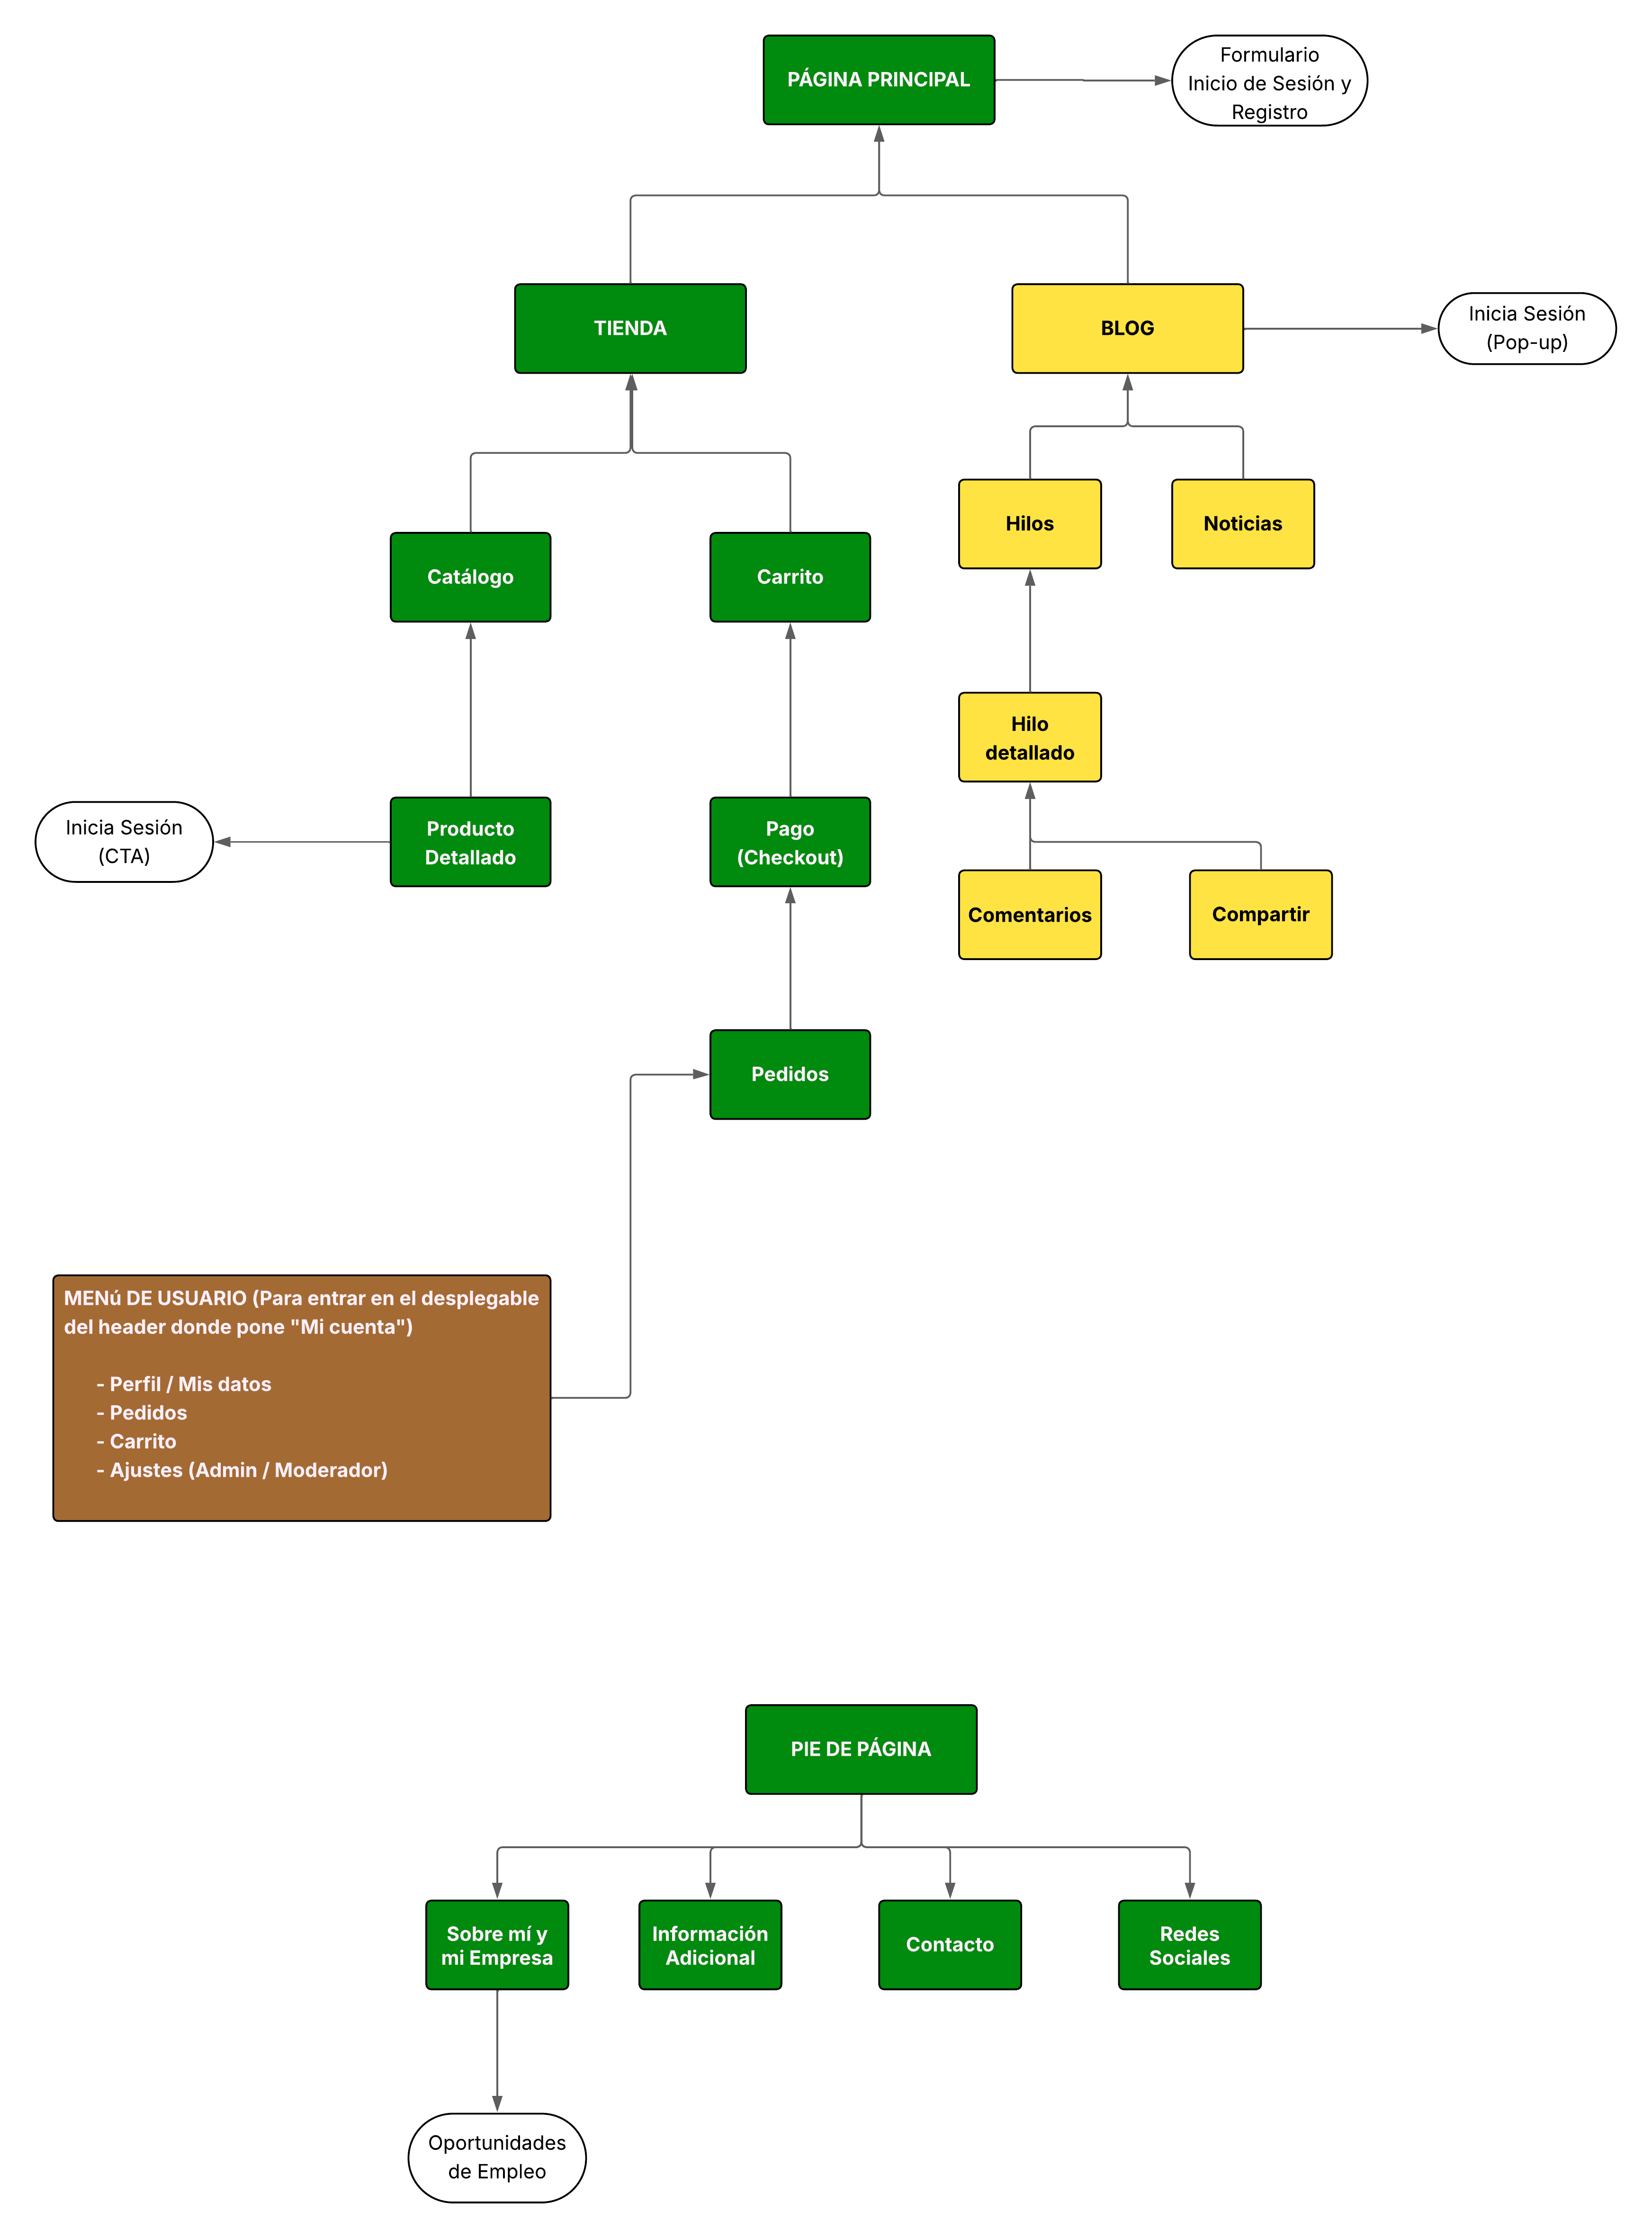 PÁGINA PRINCIPAL
Formulario
Inicio de Sesión y
Registro
TIENDA
BLOG
Inicia Sesión
(Pop-up)
Hilos
Noticias
Catálogo
Carrito
Hilo
detallado
Inicia Sesión
(CTA)
Producto
Detallado
Pago
(Checkout)
Comentarios
Compartir
Pedidos
MENú DE USUARIO (Para entrar en el desplegable
del header donde pone "Mi cuenta")
- Perfil / Mis datos
- Pedidos
- Carrito
- Ajustes (Admin / Moderador)
PIE DE PÁGINA
Sobre mí y
mi Empresa
Información
Adicional
Contacto
Redes
Sociales
Oportunidades
de Empleo